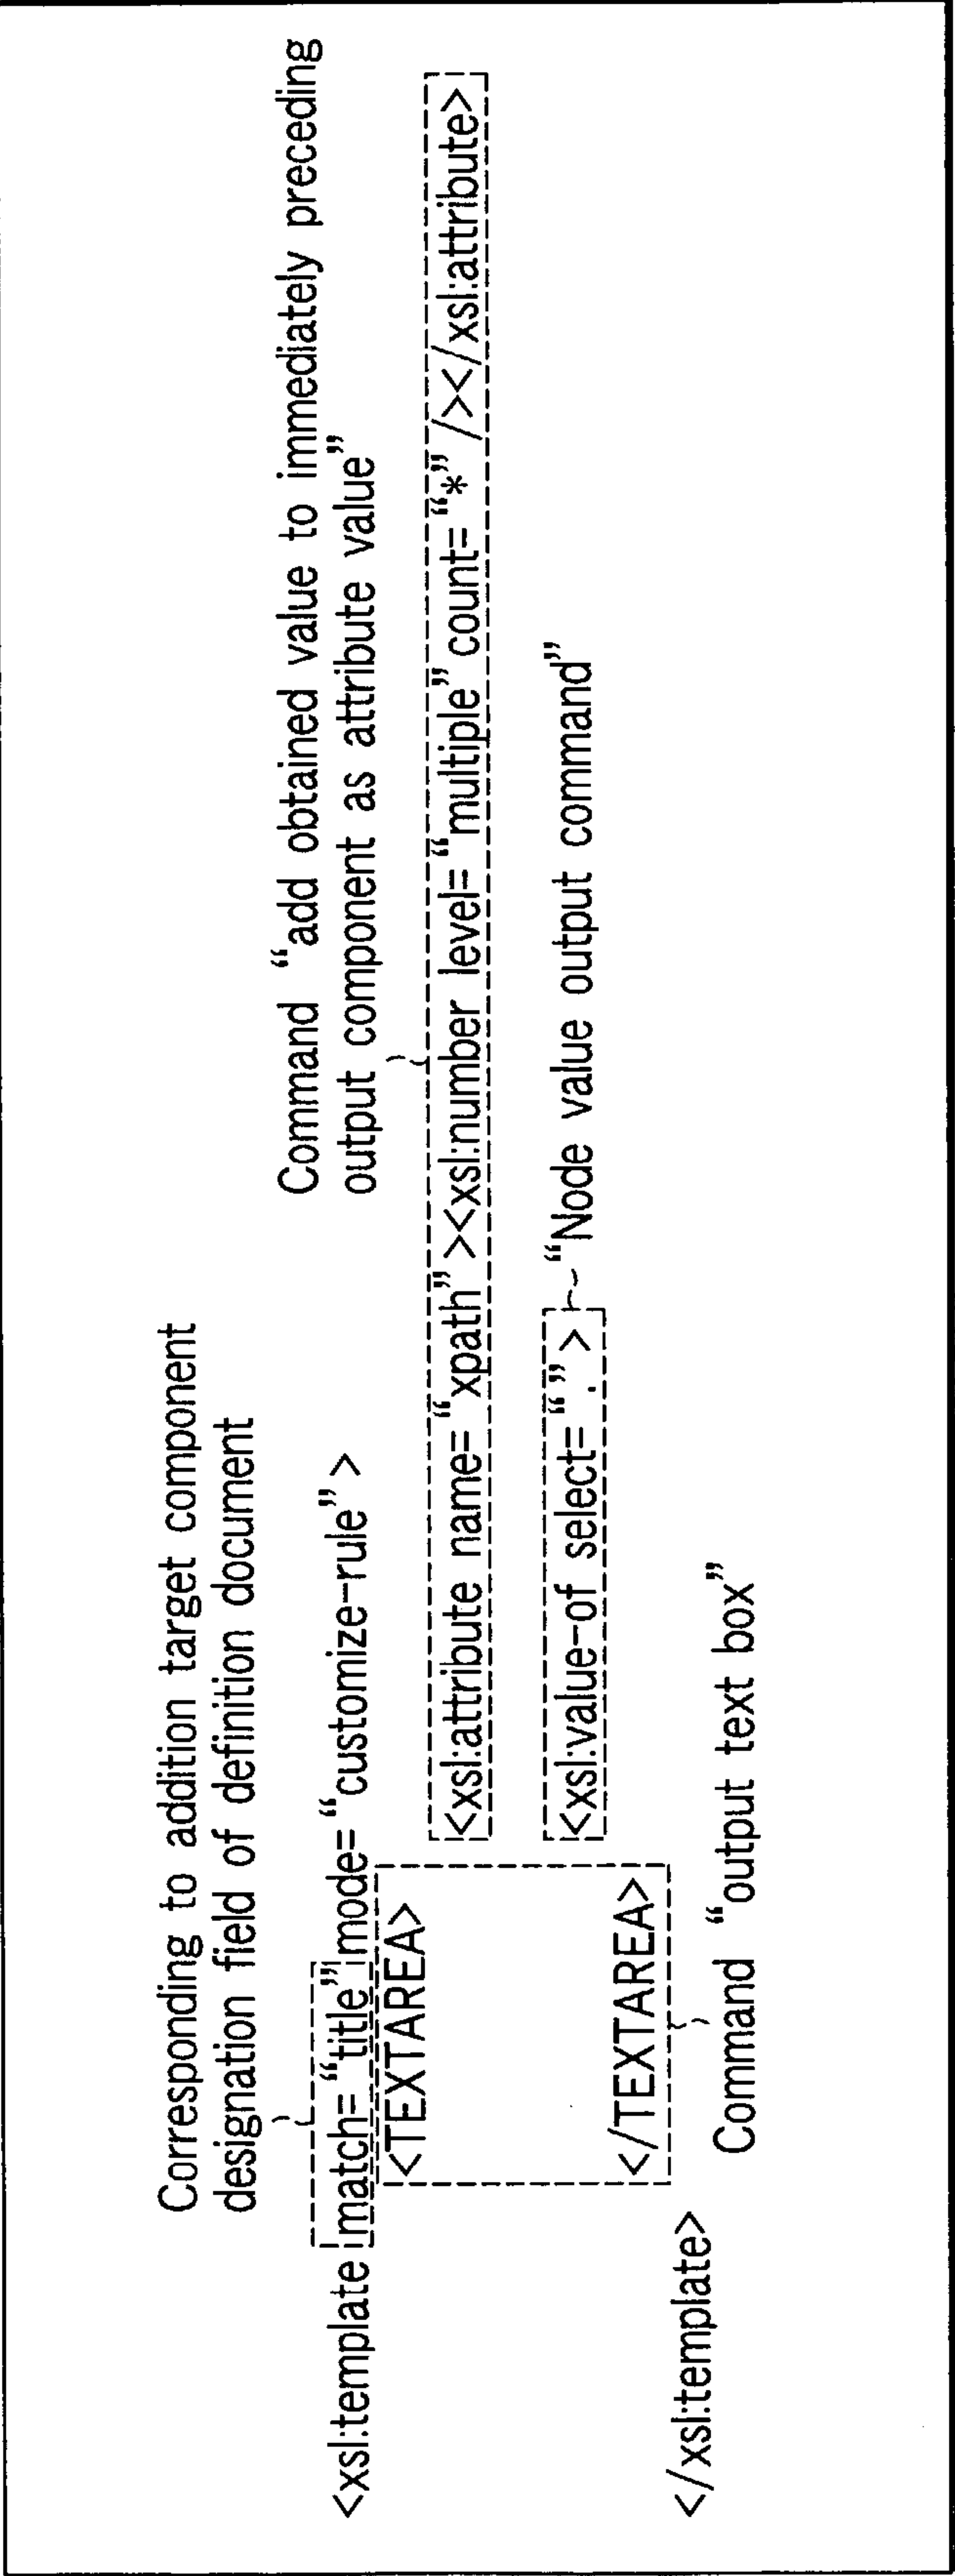 Corresponding to addition target component
designation field of definition document
Command “add obtained value to immediately preceding
output component as attribute value”
<xsl:template match=“title” mode=“customize-rule”>
<TEXTAREA>
<xsl:attribute name=“xpath”><xsl:number level=“multiple” count=“*” /></xsl:attribute>
<xsl:value-of select=“.”>
“Node value output command”
</TEXTAREA>
</xsl:template>
Command “output text box”